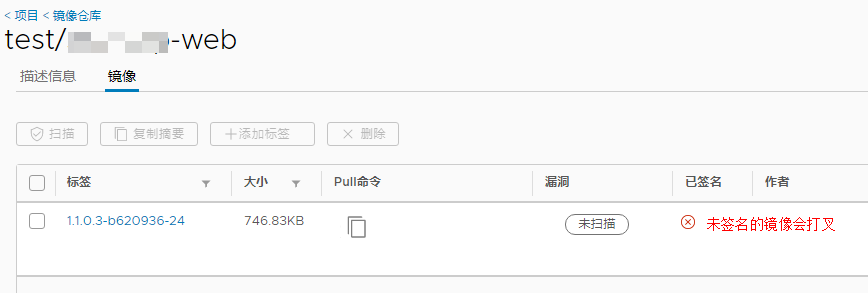 < 项目 < 镜像仓库
test/ -web
描述信息 镜像
扫描 复制摘要 +添加标签 删除
标签 大小 Pull命令 漏洞 已签名 作者
1.1.0.3-b620936-24 746.83KB 未扫描 未签名的镜像会打叉